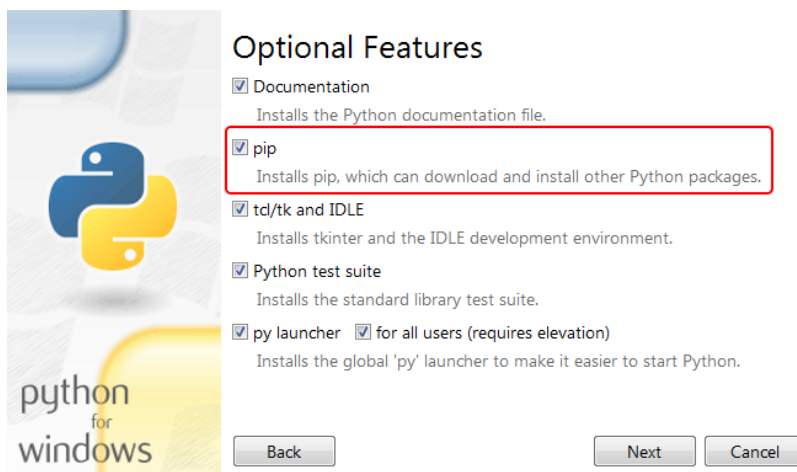 Optional Features
Documentation
Installs the Python documentation file.
pip
Installs pip, which can download and install other Python packages.
tcl/tk and IDLE
Installs tkinter and the IDLE development environment.
Python test suite
Installs the standard library test suite.
py launcher for all users (requires elevation)
Installs the global 'py' launcher to make it easier to start Python.
python
for
windows
Back Next Cancel